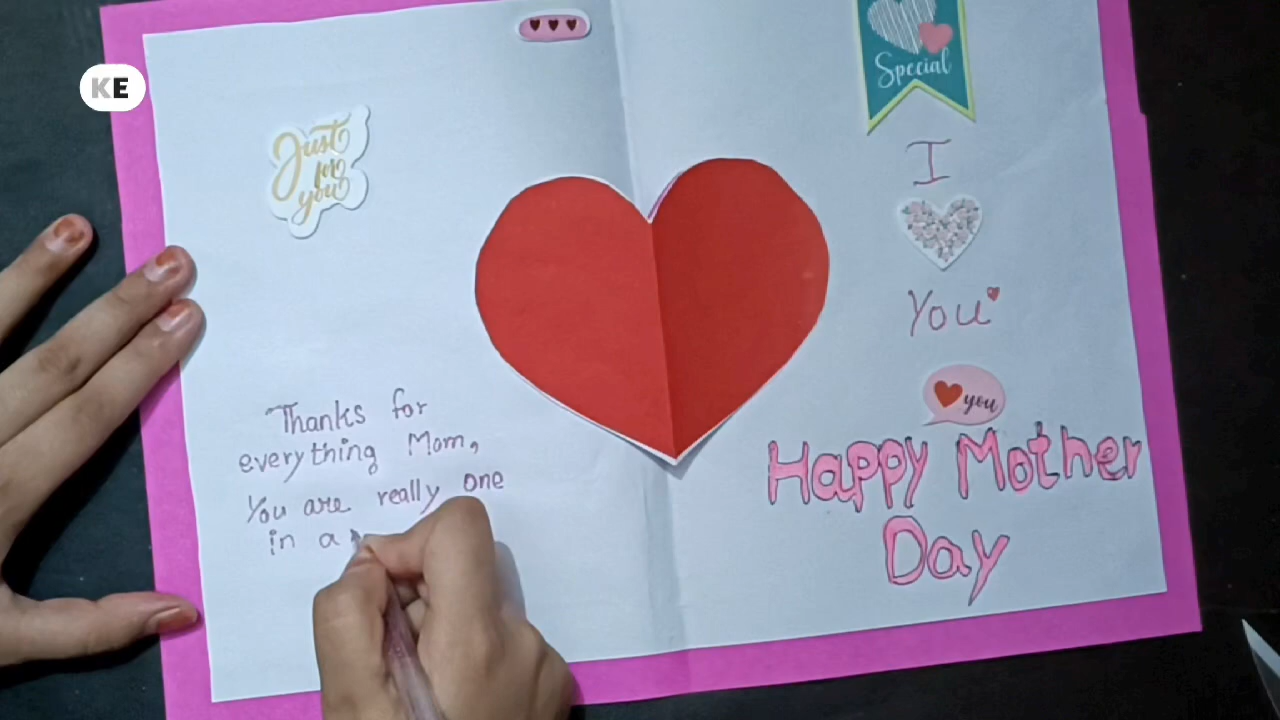 KE
Just
for
you
Thanks for
everything Mom,
You are really one
in a
Special
I
You
you
Happy Mother
Day